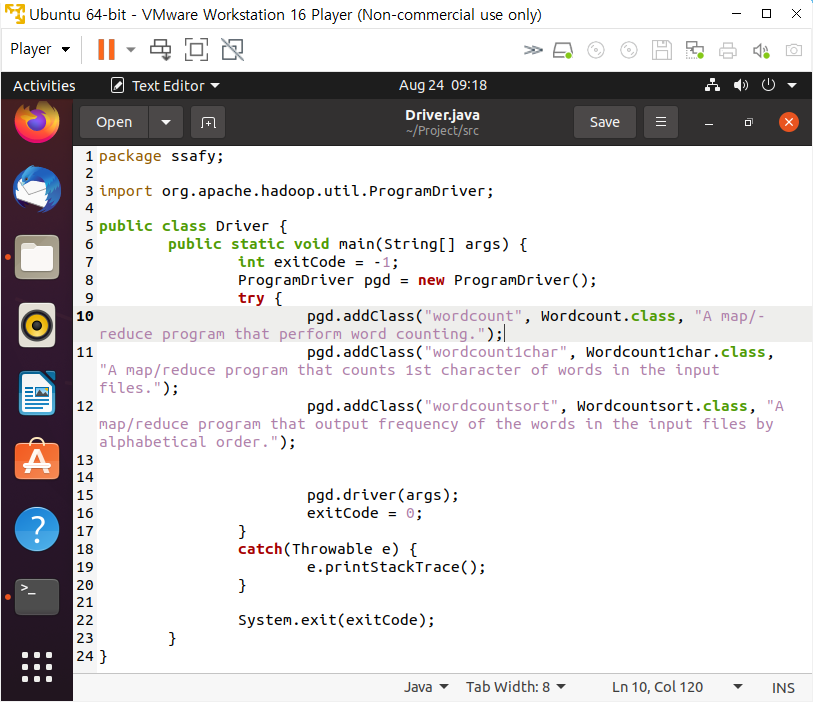 Ubuntu 64-bit - VMware Workstation 16 Player (Non-commercial use only)
Player
Activities Text Editor Aug 24 09:18
Open Driver.java Save
~/Project/src
1 package ssafy;
2
3 import org.apache.hadoop.util.ProgramDriver;
4
5 public class Driver {
6 public static void main(String[] args) {
7 int exitCode = -1;
8 ProgramDriver pgd = new ProgramDriver();
9 try {
10 pgd.addClass("wordcount", Wordcount.class, "A map/-
reduce program that perform word counting.");
11 pgd.addClass("wordcount1char", Wordcount1char.class,
"A map/reduce program that counts 1st character of words in the input
files.");
12 pgd.addClass("wordcountsort", Wordcountsort.class, "A
map/reduce program that output frequency of the words in the input files by
alphabetical order.");
13
14
15 pgd.driver(args);
16 exitCode = 0;
17 }
18 catch(Throwable e) {
19 e.printStackTrace();
20 }
21
22 System.exit(exitCode);
23 }
24 }
Java Tab Width: 8 Ln 10, Col 120 INS